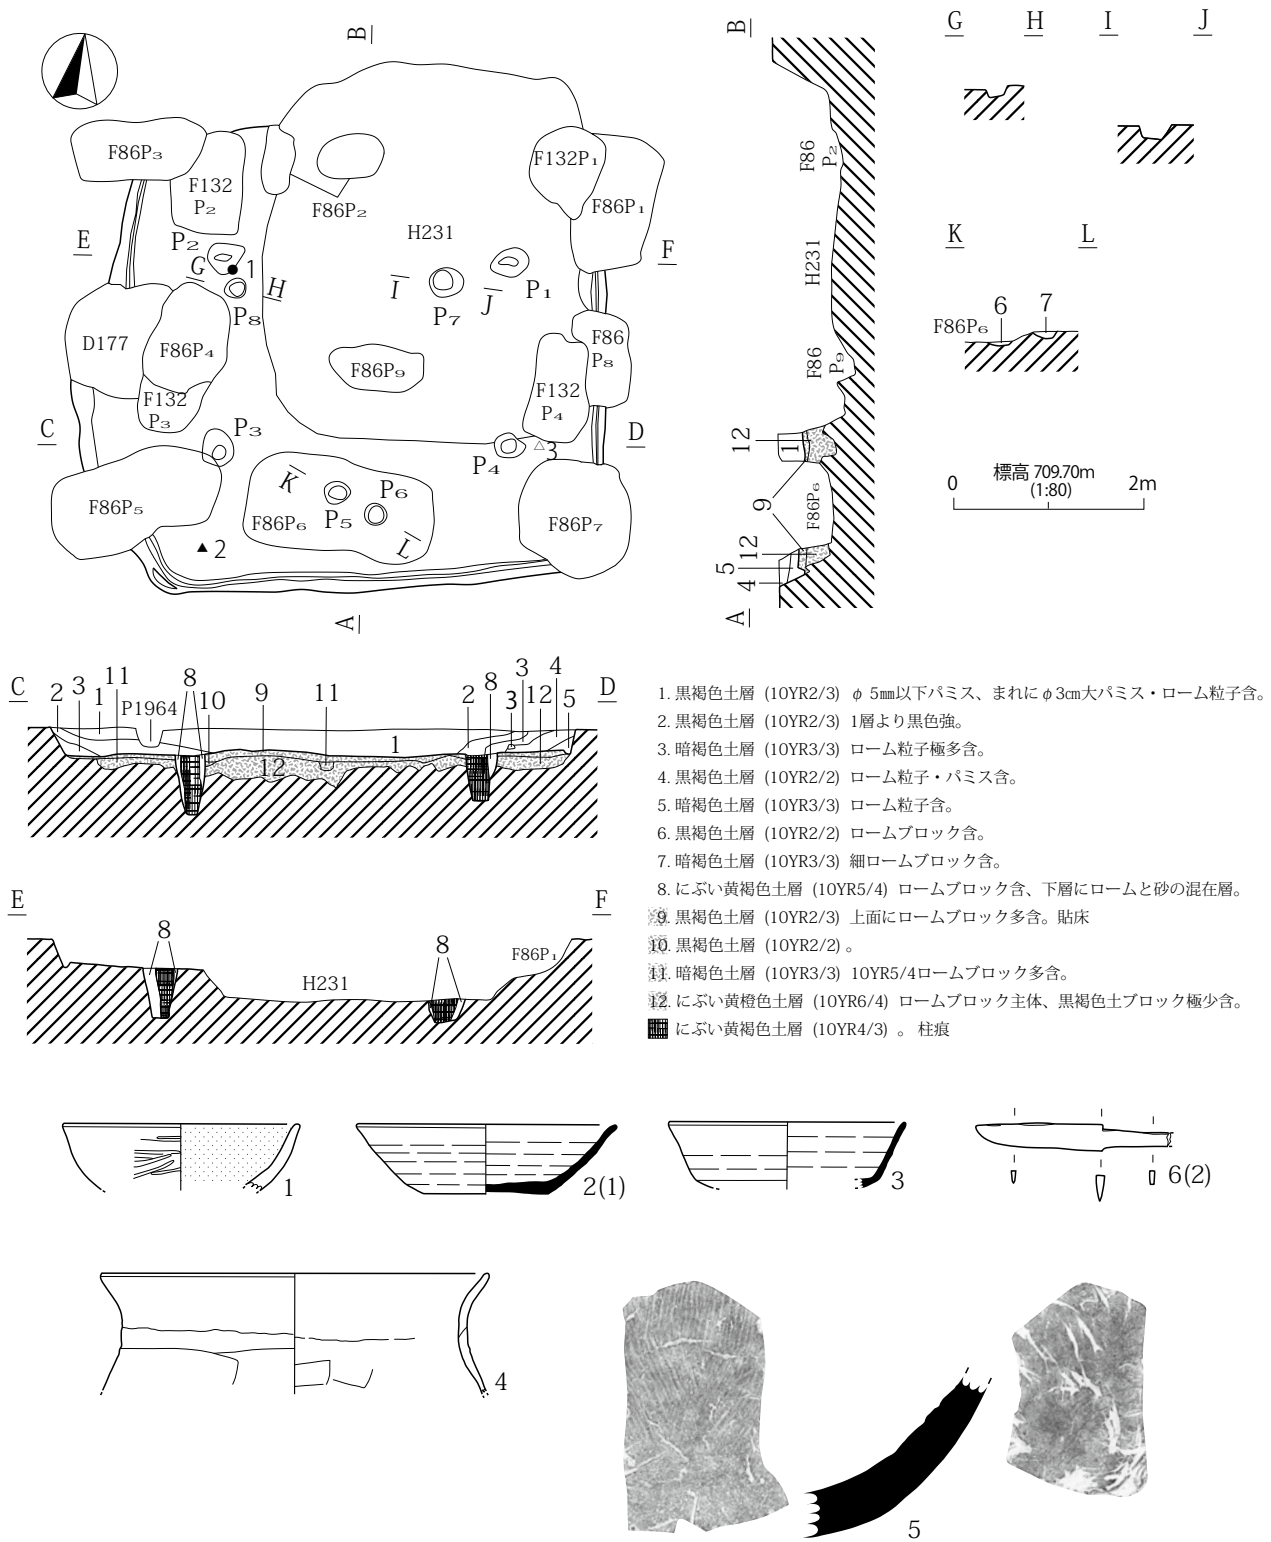 B
F86P3
F132
P2
F86P2
F132P1
F86P1
H231
E
F
P2
G
1
H
P8
I
P7
J
P1
D177
F86P4
F86P9
F86
P8
F132
P3
F132
P4
C
D
P3
P4
3
K
P6
F86P5
F86P6
P5
L
F86P7
2
A
B
F86
P2
H231
F86
P9
12
1
9
F86P6
12
5
4
A
G H I J
K L
F86P6
6 7
標高 709.70m
0 (1:80) 2m
C
2 3 1 11 P1964 8 10 9 11 1 12 2 8 3 3 12 4 5
D
E
8
H231
8
F86P1
F
1. 黒褐色土層 (10YR2/3) φ 5㎜以下パミス、まれにφ3㎝大パミス・ローム粒子含。
2. 黒褐色土層 (10YR2/3) 1層より黒色強。
3. 暗褐色土層 (10YR3/3) ローム粒子極多含。
4. 黒褐色土層 (10YR2/2) ローム粒子・パミス含。
5. 暗褐色土層 (10YR3/3) ローム粒子含。
6. 黒褐色土層 (10YR2/2) ロームブロック含。
7. 暗褐色土層 (10YR3/3) 細ロームブロック含。
8. にぶい黄褐色土層 (10YR5/4) ロームブロック含、下層にロームと砂の混在層。
9. 黒褐色土層 (10YR2/3) 上面にロームブロック多含。貼床
10. 黒褐色土層 (10YR2/2) 。
11. 暗褐色土層 (10YR3/3) 10YR5/4ロームブロック多含。
12. にぶい黄橙色土層 (10YR6/4) ロームブロック主体、黒褐色土ブロック極少含。
にぶい黄褐色土層 (10YR4/3) 。 柱痕
1
2(1)
3
6(2)
4
5